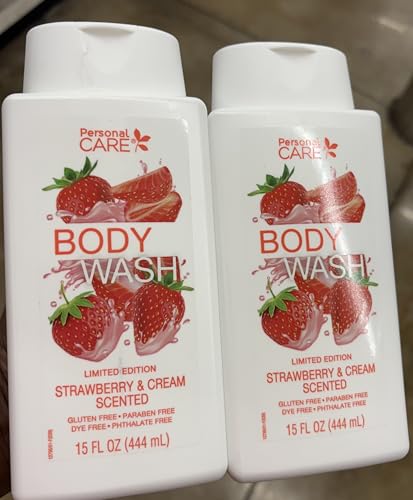 Personal
CARE®
BODY
WASH
LIMITED EDITION
STRAWBERRY & CREAM
SCENTED
GLUTEN FREE • PARABEN FREE
DYE FREE • PHTHALATE FREE
15 FL OZ (444 mL)
Personal
CARE®
BODY
WASH
LIMITED EDITION
STRAWBERRY & CREAM
SCENTED
GLUTEN FREE • PARABEN FREE
DYE FREE • PHTHALATE FREE
15 FL OZ (444 mL)